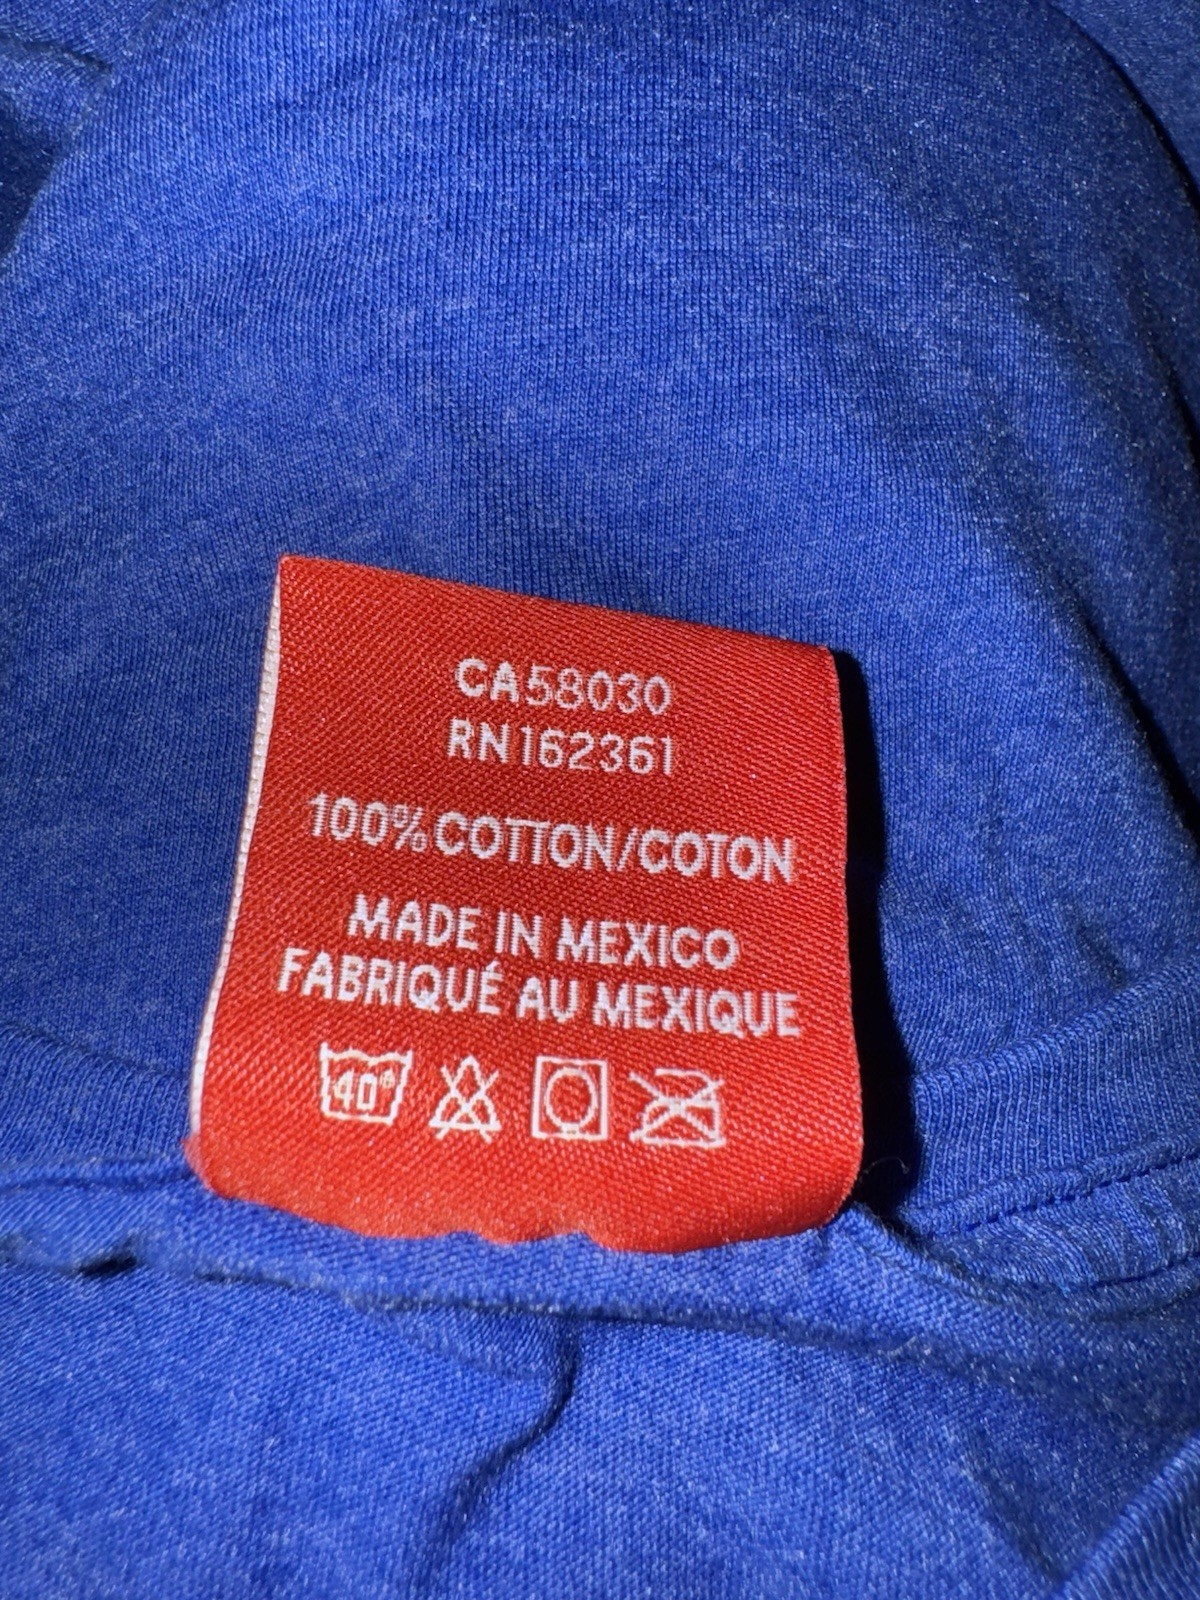 CA58030
RN162361
100% COTTON/COTON
MADE IN MEXICO
FABRIQUÉ AU MEXIQUE
40°